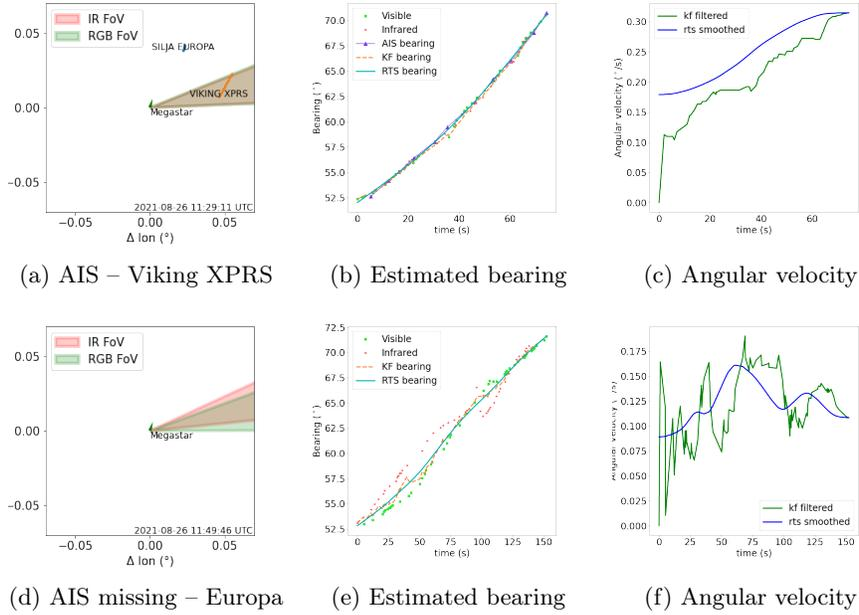 IR FoV
RGB FoV
SILJA EUROPA
VIKING XPRS
Megastar
2021-08-26 11:29:11 UTC
0.05
0.00
−0.05
−0.05 0.00 0.05
Δ lon (°)
Visible
Infrared
AIS bearing
KF bearing
RTS bearing
70.0
67.5
65.0
62.5
60.0
57.5
55.0
52.5
Bearing (°)
0 20 40 60
time (s)
kf filtered
rts smoothed
0.30
0.25
0.20
0.15
0.10
0.05
0.00
Angular velocity (°/s)
0 20 40 60
time (s)
(a) AIS – Viking XPRS
(b) Estimated bearing
(c) Angular velocity
IR FoV
RGB FoV
Megastar
2021-08-26 11:49:46 UTC
0.05
0.00
−0.05
−0.05 0.00 0.05
Δ lon (°)
Visible
Infrared
KF bearing
RTS bearing
72.5
70.0
67.5
65.0
62.5
60.0
57.5
55.0
52.5
Bearing (°)
0 25 50 75 100 125 150
time (s)
0.175
0.150
0.125
0.100
0.075
0.050
0.025
0.000
Angular velocity (°/s)
kf filtered
rts smoothed
0 25 50 75 100 125 150
time (s)
(d) AIS missing – Europa
(e) Estimated bearing
(f) Angular velocity